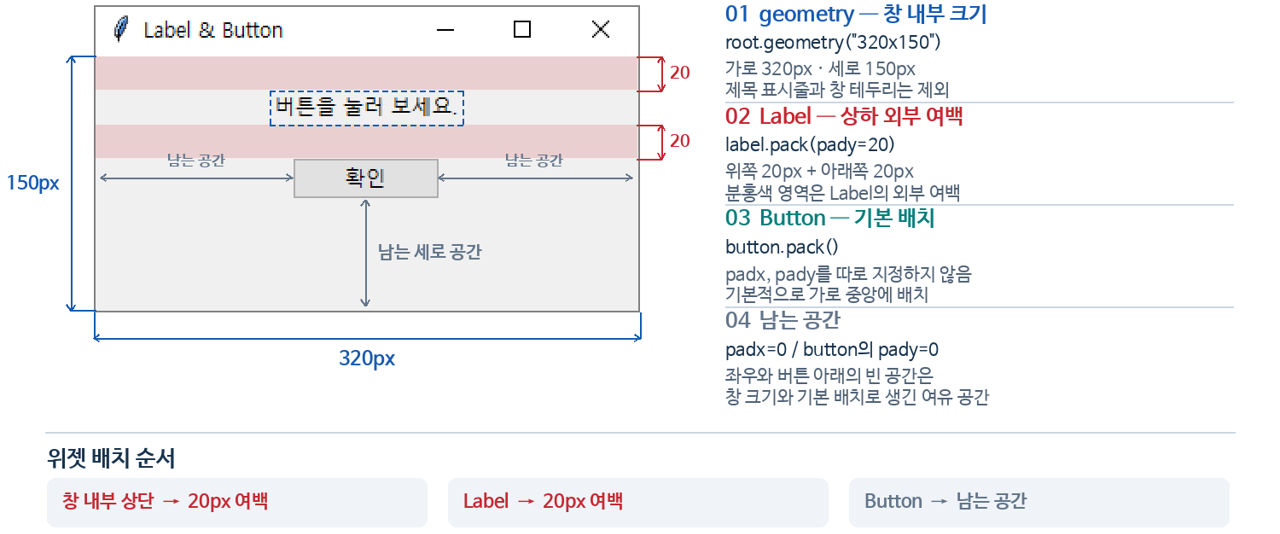 Label & Button
버튼을 눌러 보세요.
확인
남는 공간
남는 공간
남는 세로 공간
20
20
150px
320px
01 geometry — 창 내부 크기
root.geometry("320x150")
가로 320px · 세로 150px
제목 표시줄과 창 테두리는 제외
02 Label — 상하 외부 여백
label.pack(pady=20)
위쪽 20px + 아래쪽 20px
분홍색 영역은 Label의 외부 여백
03 Button — 기본 배치
button.pack()
padx, pady를 따로 지정하지 않음
기본적으로 가로 중앙에 배치
04 남는 공간
padx=0 / button의 pady=0
좌우와 버튼 아래의 빈 공간은
창 크기와 기본 배치로 생긴 여유 공간
위젯 배치 순서
창 내부 상단 → 20px 여백
Label → 20px 여백
Button → 남는 공간